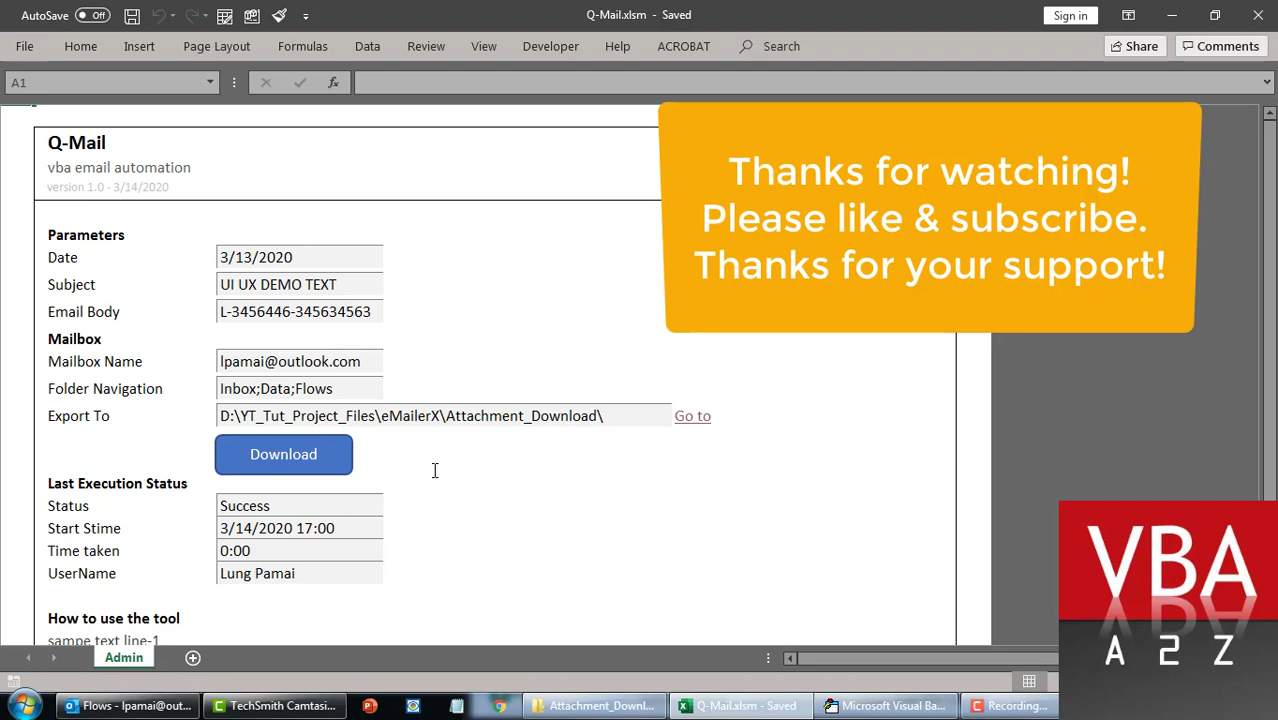 AutoSave Off
Q-Mail.xlsm - Saved
Sign in
File Home Insert Page Layout Formulas Data Review View Developer Help ACROBAT Search Share Comments
A1 fx
Q-Mail
vba email automation
version 1.0 - 3/14/2020
Thanks for watching!
Please like & subscribe.
Thanks for your support!
Parameters
Date 3/13/2020
Subject UI UX DEMO TEXT
Email Body L-3456446-345634563
Mailbox
Mailbox Name lpamai@outlook.com
Folder Navigation Inbox;Data;Flows
Export To D:\YT_Tut_Project_Files\eMailerX\Attachment_Download\ Go to
Download
Last Execution Status
Status Success
Start Stime 3/14/2020 17:00
Time taken 0:00
UserName Lung Pamai
How to use the tool
sampe text line-1
VBA
A 2 Z
Admin
Flows - lpamai@out... TechSmith Camtasi... Attachment_Downl... Q-Mail.xlsm - Saved Microsoft Visual Ba... Recording...